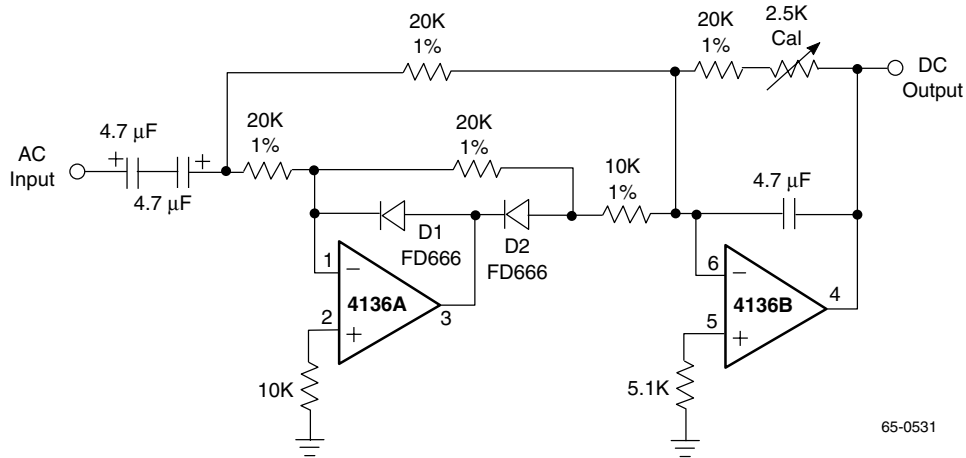 20K
1%
20K
1%
2.5K
Cal
DC
Output
4.7 μF
+
+
4.7 μF
AC
Input
20K
1%
20K
1%
10K
1%
4.7 μF
D1
FD666
D2
FD666
1
−
4136A
3
2
+
10K
6
−
4136B
4
5
+
5.1K
65-0531